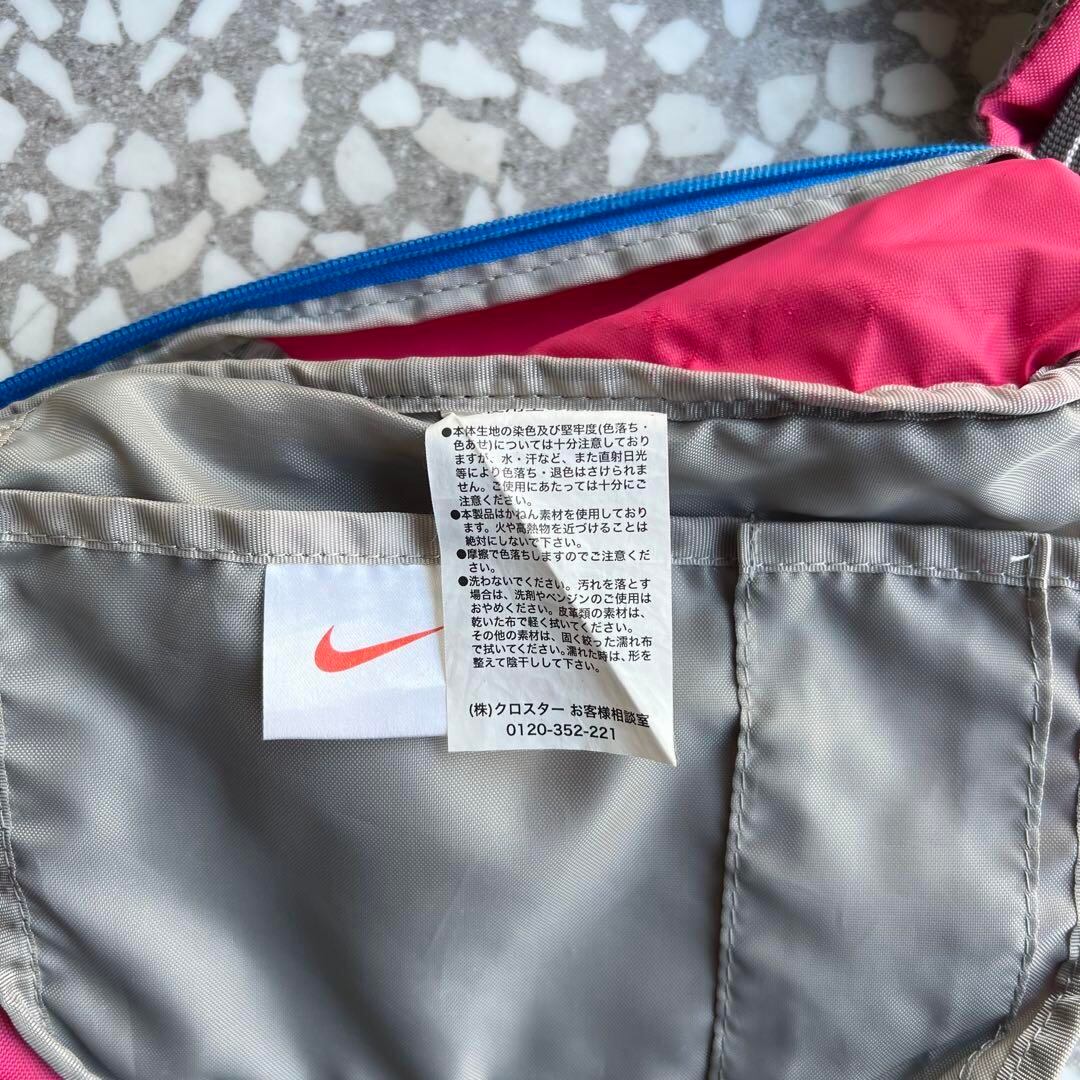 ●本体生地の染色及び堅牢度(色落ち・
色あせ)については十分注意しており
ますが、水・汗など、また直射日光
等により色落ち・退色はさけられま
せん。ご使用にあたっては十分にご
注意ください。
●本製品はかねん素材を使用しており
ます。火や高熱物を近づけることは
絶対にしないで下さい。
●摩擦で色落ちしますのでご注意くだ
さい。
●洗わないでください。汚れを落とす
場合は、洗剤やベンジンのご使用は
おやめください。皮革類の素材は、
乾いた布で軽く拭いてください。
その他の素材は、固く絞った濡れ布
で拭いてください。濡れた時は、形を
整えて陰干しして下さい。
(株)クロスター お客様相談室
0120-352-221